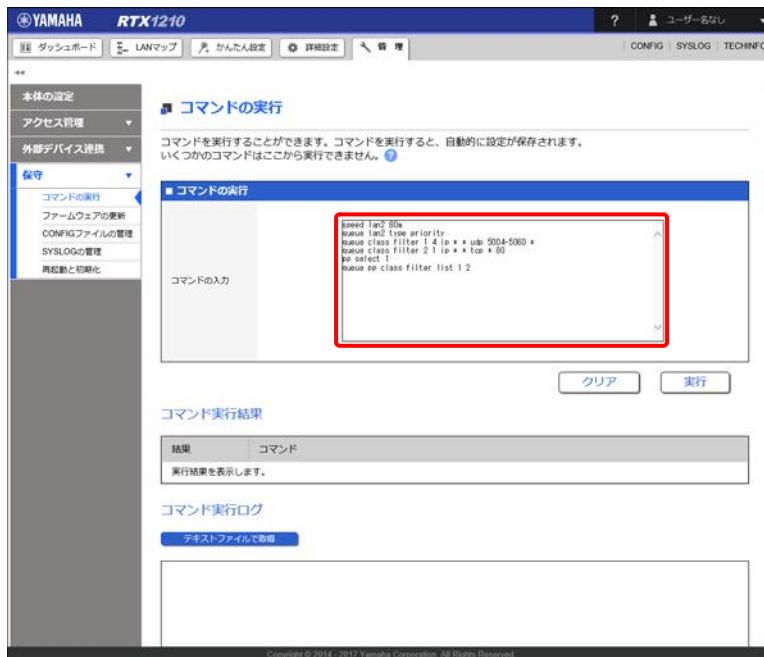 YAMAHA RTX1210 ? ユーザー名なし
ダッシュボード LANマップ かんたん設定 詳細設定 管理 CONFIG SYSLOG TECHINFO
本体の設定
アクセス管理
外部デバイス連携
保守
コマンドの実行
ファームウェアの更新
CONFIGファイルの管理
SYSLOGの管理
再起動と初期化
コマンドの実行
コマンドを実行することができます。コマンドを実行すると、自動的に設定が保存されます。
いくつかのコマンドはここから実行できません。?
■ コマンドの実行
コマンドの入力
speed lan2 80m
queue lan2 type priority
queue class filter 1 4 ip * * udp 5004-5060 *
queue class filter 2 1 ip * * tcp * 80
pp select 1
queue pp class filter list 1 2
クリア 実行
コマンド実行結果
結果 コマンド
実行結果を表示します。
コマンド実行ログ
テキストファイルで取得
Copyright © 2014 - 2017 Yamaha Corporation. All Rights Reserved.